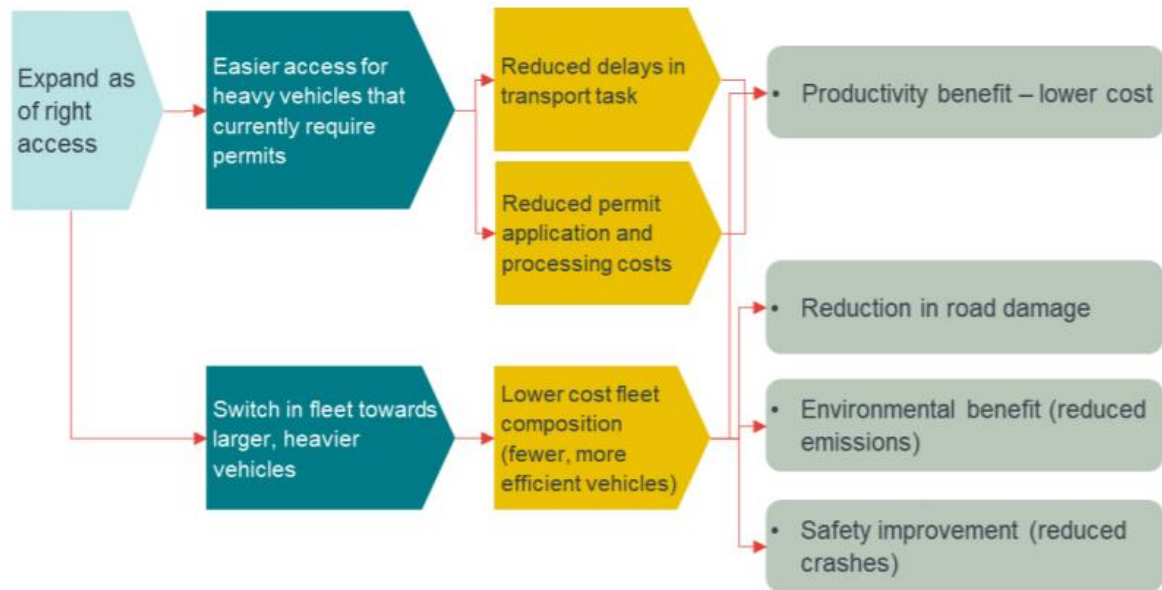 Expand as
of right
access
Easier access for
heavy vehicles that
currently require
permits
Reduced delays in
transport task
• Productivity benefit – lower cost
Reduced permit
application and
processing costs
• Reduction in road damage
Switch in fleet towards
larger, heavier
vehicles
Lower cost fleet
composition
(fewer, more
efficient vehicles)
• Environmental benefit (reduced
emissions)
• Safety improvement (reduced
crashes)